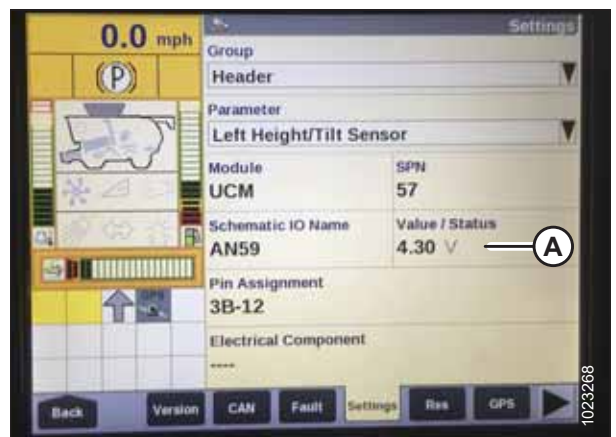 0.0 mph
Settings
Group
(P)
Header
Parameter
Left Height/Tilt Sensor
Module
SPN
UCM
57
Schematic IO Name
Value / Status
AN59
4.30 V
A
Pin Assignment
3B-12
Electrical Component
----
Back
Version
CAN
Fault
Settings
Res
GPS
1023268